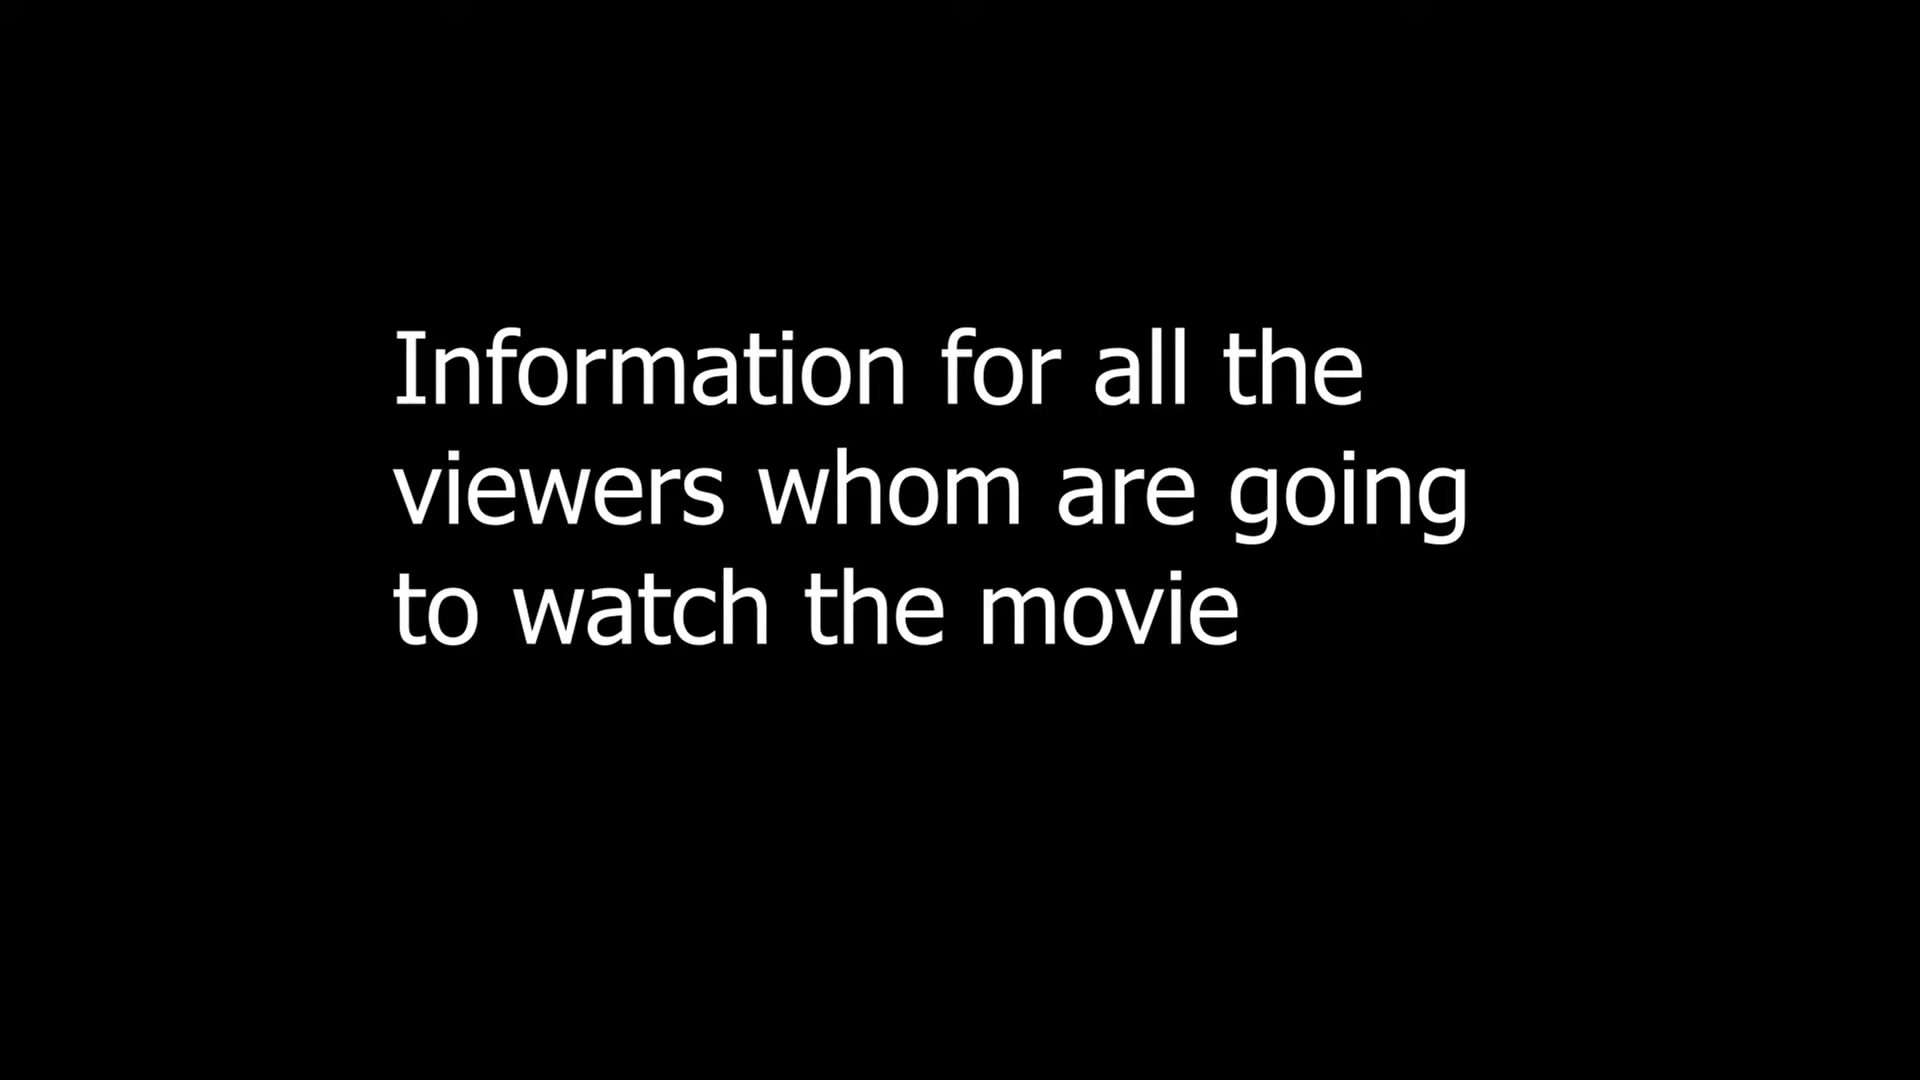 Information for all the
viewers whom are going
to watch the movie